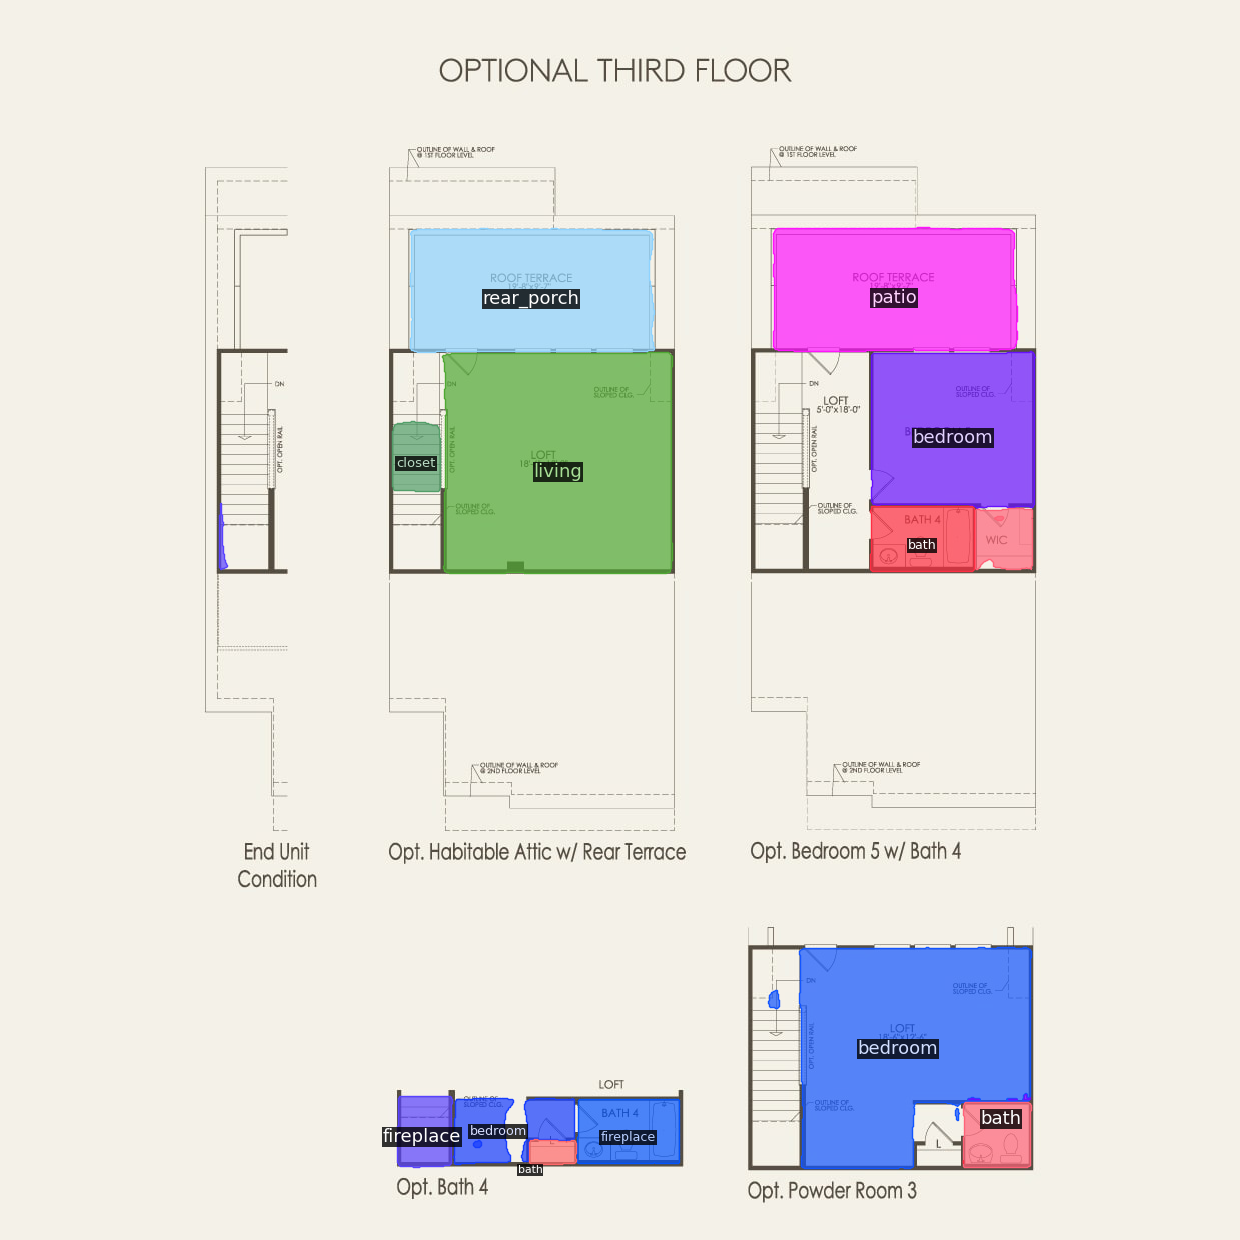 OPTIONAL THIRD FLOOR
OUTLINE OF WALL & ROOF
@ 1ST FLOOR LEVEL
OUTLINE OF WALL & ROOF
@ 1ST FLOOR LEVEL
ROOF TERRACE
rear_porch
ROOF TERRACE
patio
DN
OPT. OPEN RAIL
DN
OPT. OPEN RAIL
OUTLINE OF
SLOPED CLG.
closet
LOFT
living
OUTLINE OF
SLOPED CLG.
DN
OPT. OPEN RAIL
LOFT
5'-0"x18'-0"
OUTLINE OF
SLOPED CLG.
bedroom
OUTLINE OF
SLOPED CLG.
BATH 4
bath
WIC
OUTLINE OF WALL & ROOF
@ 2ND FLOOR LEVEL
OUTLINE OF WALL & ROOF
@ 2ND FLOOR LEVEL
End Unit
Condition
Opt. Habitable Attic w/ Rear Terrace
Opt. Bedroom 5 w/ Bath 4
LOFT
OUTLINE OF
SLOPED CLG.
fireplace
bedroom
L
bath
BATH 4
fireplace
Opt. Bath 4
DN
OPT. OPEN RAIL
OUTLINE OF
SLOPED CLG.
LOFT
bedroom
OUTLINE OF
SLOPED CLG.
L
bath
Opt. Powder Room 3